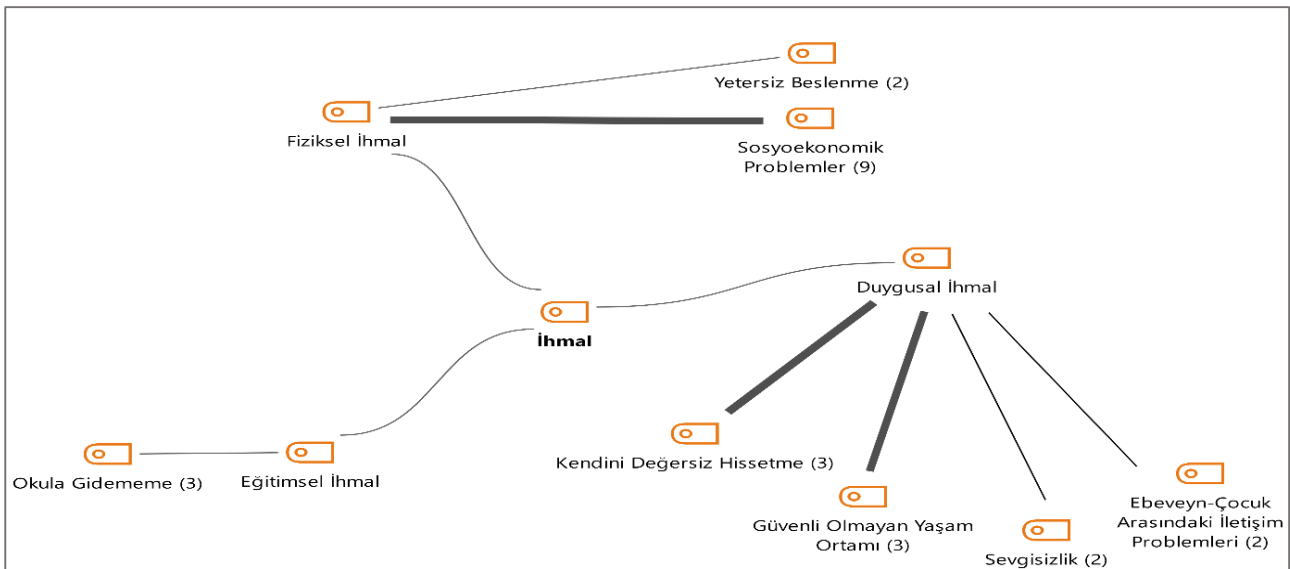 Yetersiz Beslenme (2)
Fiziksel İhmal
Sosyoekonomik
Problemler (9)
Duygusal İhmal
İhmal
Kendini Değersiz Hissetme (3)
Okula Gidememe (3)
Eğitimsel İhmal
Güvenli Olmayan Yaşam
Ortamı (3)
Sevgisizlik (2)
Ebeveyn-Çocuk
Arasındaki İletişim
Problemleri (2)